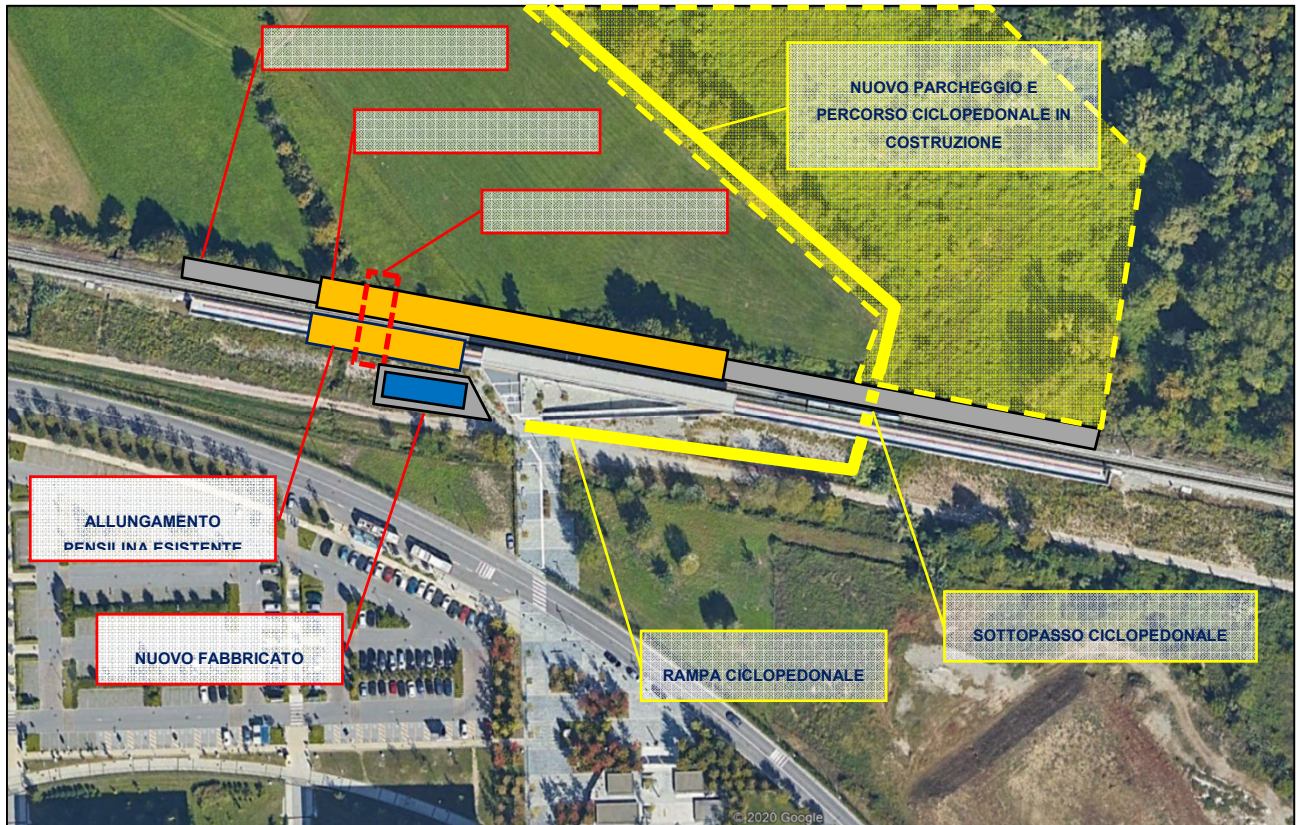 NUOVO PARCHEGGIO E
PERCORSO CICLOPEDONALE IN
COSTRUZIONE
ALLUNGAMENTO
PENSILINA ESISTENTE
NUOVO FABBRICATO
RAMPA CICLOPEDONALE
SOTTOPASSO CICLOPEDONALE
© 2020 Google